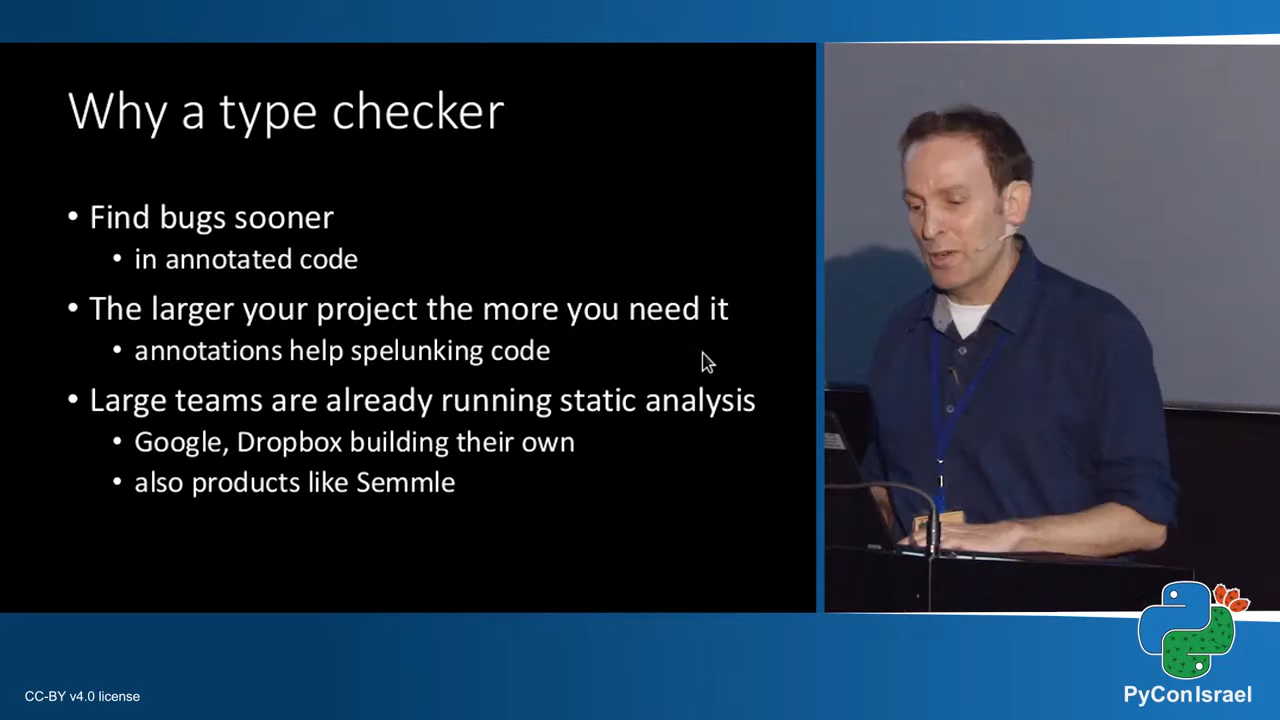 Why a type checker
• Find bugs sooner
• in annotated code
• The larger your project the more you need it
• annotations help spelunking code
• Large teams are already running static analysis
• Google, Dropbox building their own
• also products like Semmle
CC-BY v4.0 license
PyConIsrael